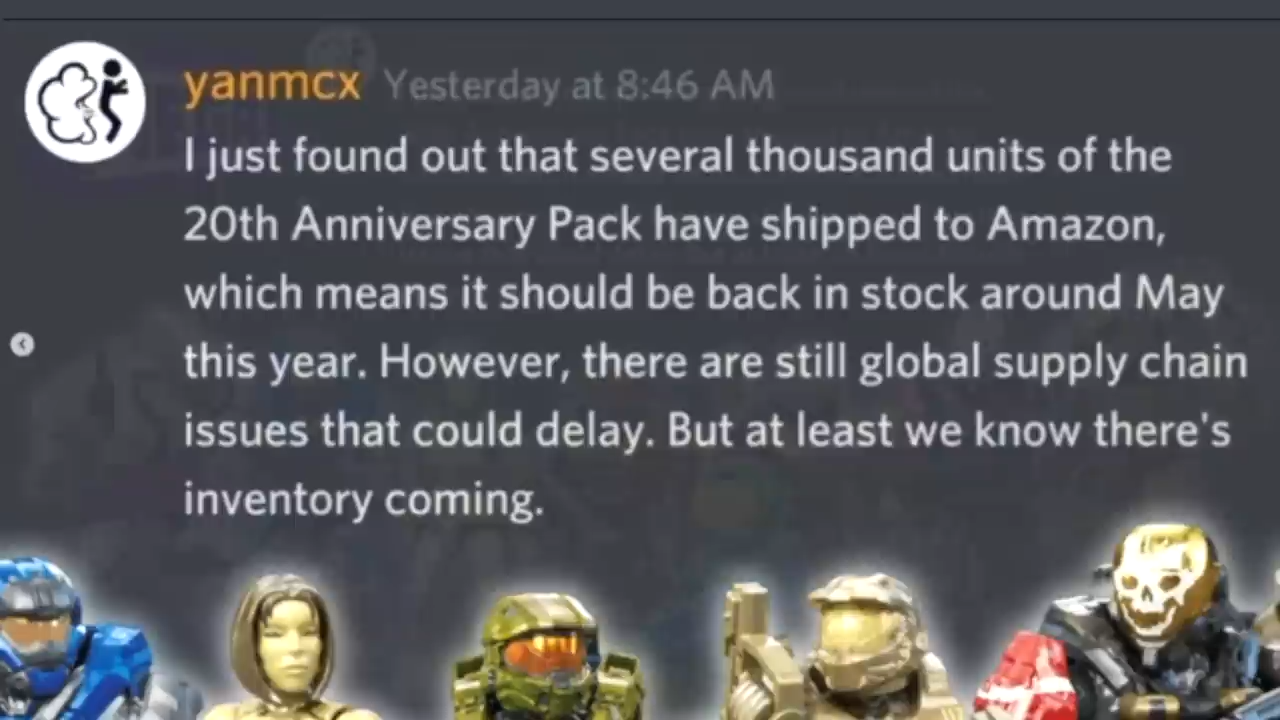 yanmcx Yesterday at 8:46 AM
I just found out that several thousand units of the
20th Anniversary Pack have shipped to Amazon,
which means it should be back in stock around May
this year. However, there are still global supply chain
issues that could delay. But at least we know there's
inventory coming.